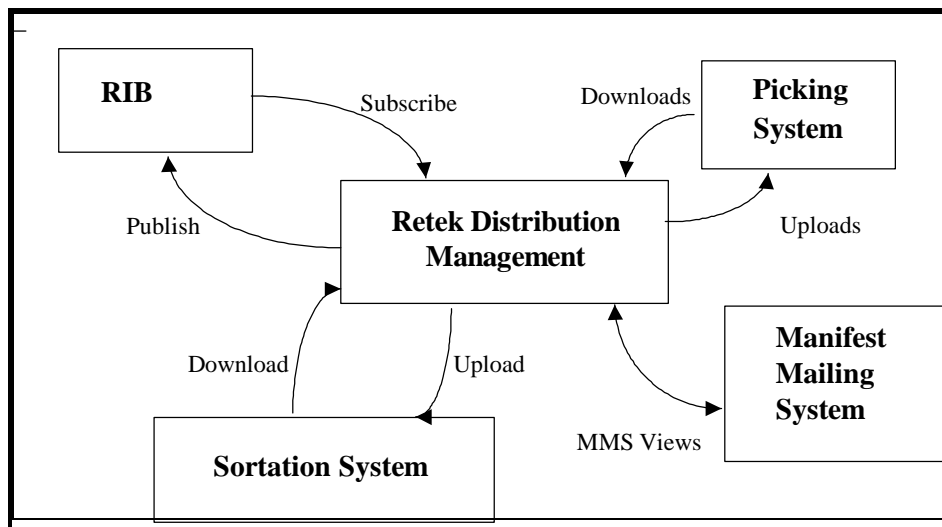 RIB
Subscribe
Downloads
Picking
System
Publish
Retek Distribution
Management
Uploads
Download
Upload
Manifest
Mailing
System
MMS Views
Sortation System